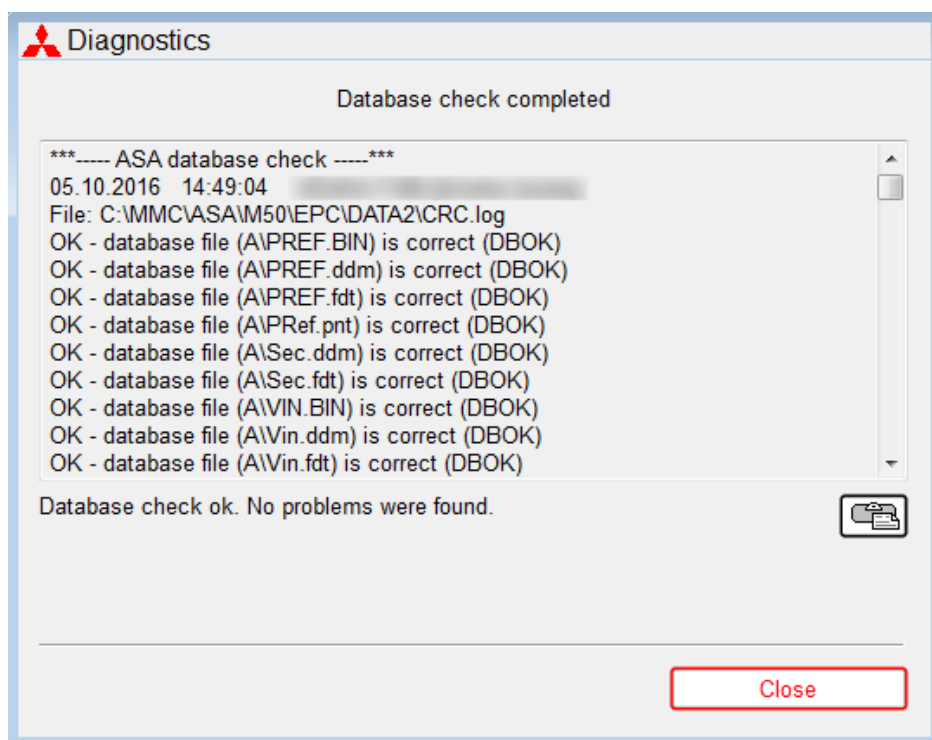 Diagnostics
Database check completed
***----- ASA database check -----***
05.10.2016 14:49:04
File: C:\MMC\ASA\M50\EPC\DATA2\CRC.log
OK - database file (A\PREF.BIN) is correct (DBOK)
OK - database file (A\PREF.ddm) is correct (DBOK)
OK - database file (A\PREF.fdt) is correct (DBOK)
OK - database file (A\PRef.pnt) is correct (DBOK)
OK - database file (A\Sec.ddm) is correct (DBOK)
OK - database file (A\Sec.fdt) is correct (DBOK)
OK - database file (A\VIN.BIN) is correct (DBOK)
OK - database file (A\Vin.ddm) is correct (DBOK)
OK - database file (A\Vin.fdt) is correct (DBOK)
Database check ok. No problems were found.
Close